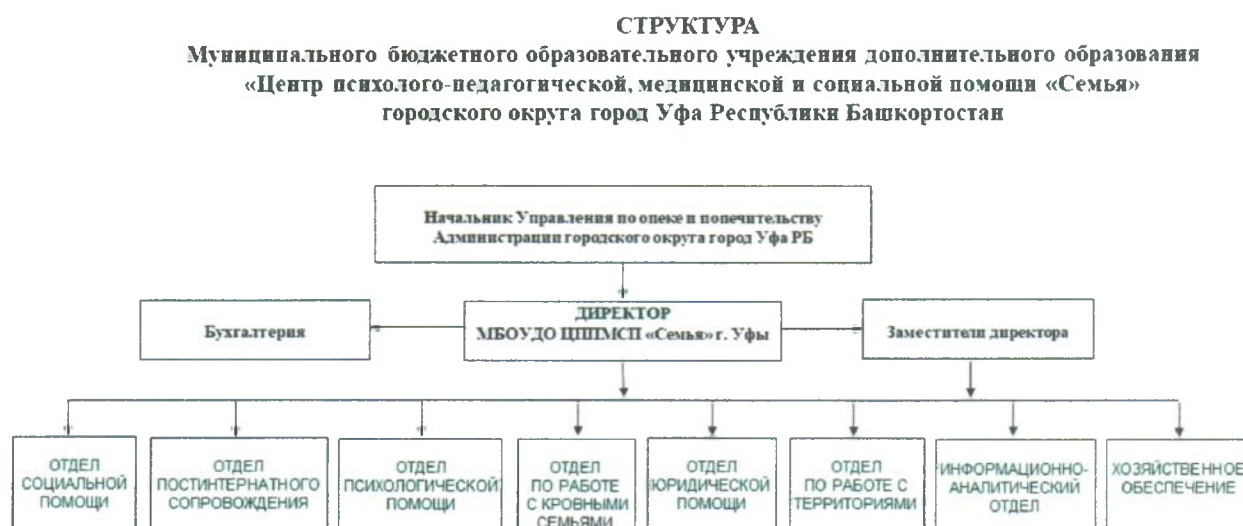 СТРУКТУРА
Муниципального бюджетного образовательного учреждения дополнительного образования
«Центр психолого-педагогической, медицинской и социальной помощи «Семья»
городского округа город Уфа Республики Башкортостан
Начальник Управления по опеке и попечительству
Администрации городского округа город Уфа РБ
Бухгалтерия
ДИРЕКТОР
МБОУДО ЦППМСП «Семья» г. Уфы
Заместители директора
ОТДЕЛ
СОЦИАЛЬНОЙ
ПОМОЩИ
ОТДЕЛ
ПОСТИНТЕРНАТНОГО
СОПРОВОЖДЕНИЯ
ОТДЕЛ
ПСИХОЛОГИЧЕСКОЙ
ПОМОЩИ
ОТДЕЛ
ПО РАБОТЕ
С КРОВНЫМИ
СЕМЬЯМИ
ОТДЕЛ
ЮРИДИЧЕСКОЙ
ПОМОЩИ
ОТДЕЛ
ПО РАБОТЕ С
ТЕРРИТОРИЯМИ
ИНФОРМАЦИОННО-
АНАЛИТИЧЕСКИЙ
ОТДЕЛ
ХОЗЯЙСТВЕННОЕ
ОБЕСПЕЧЕНИЕ